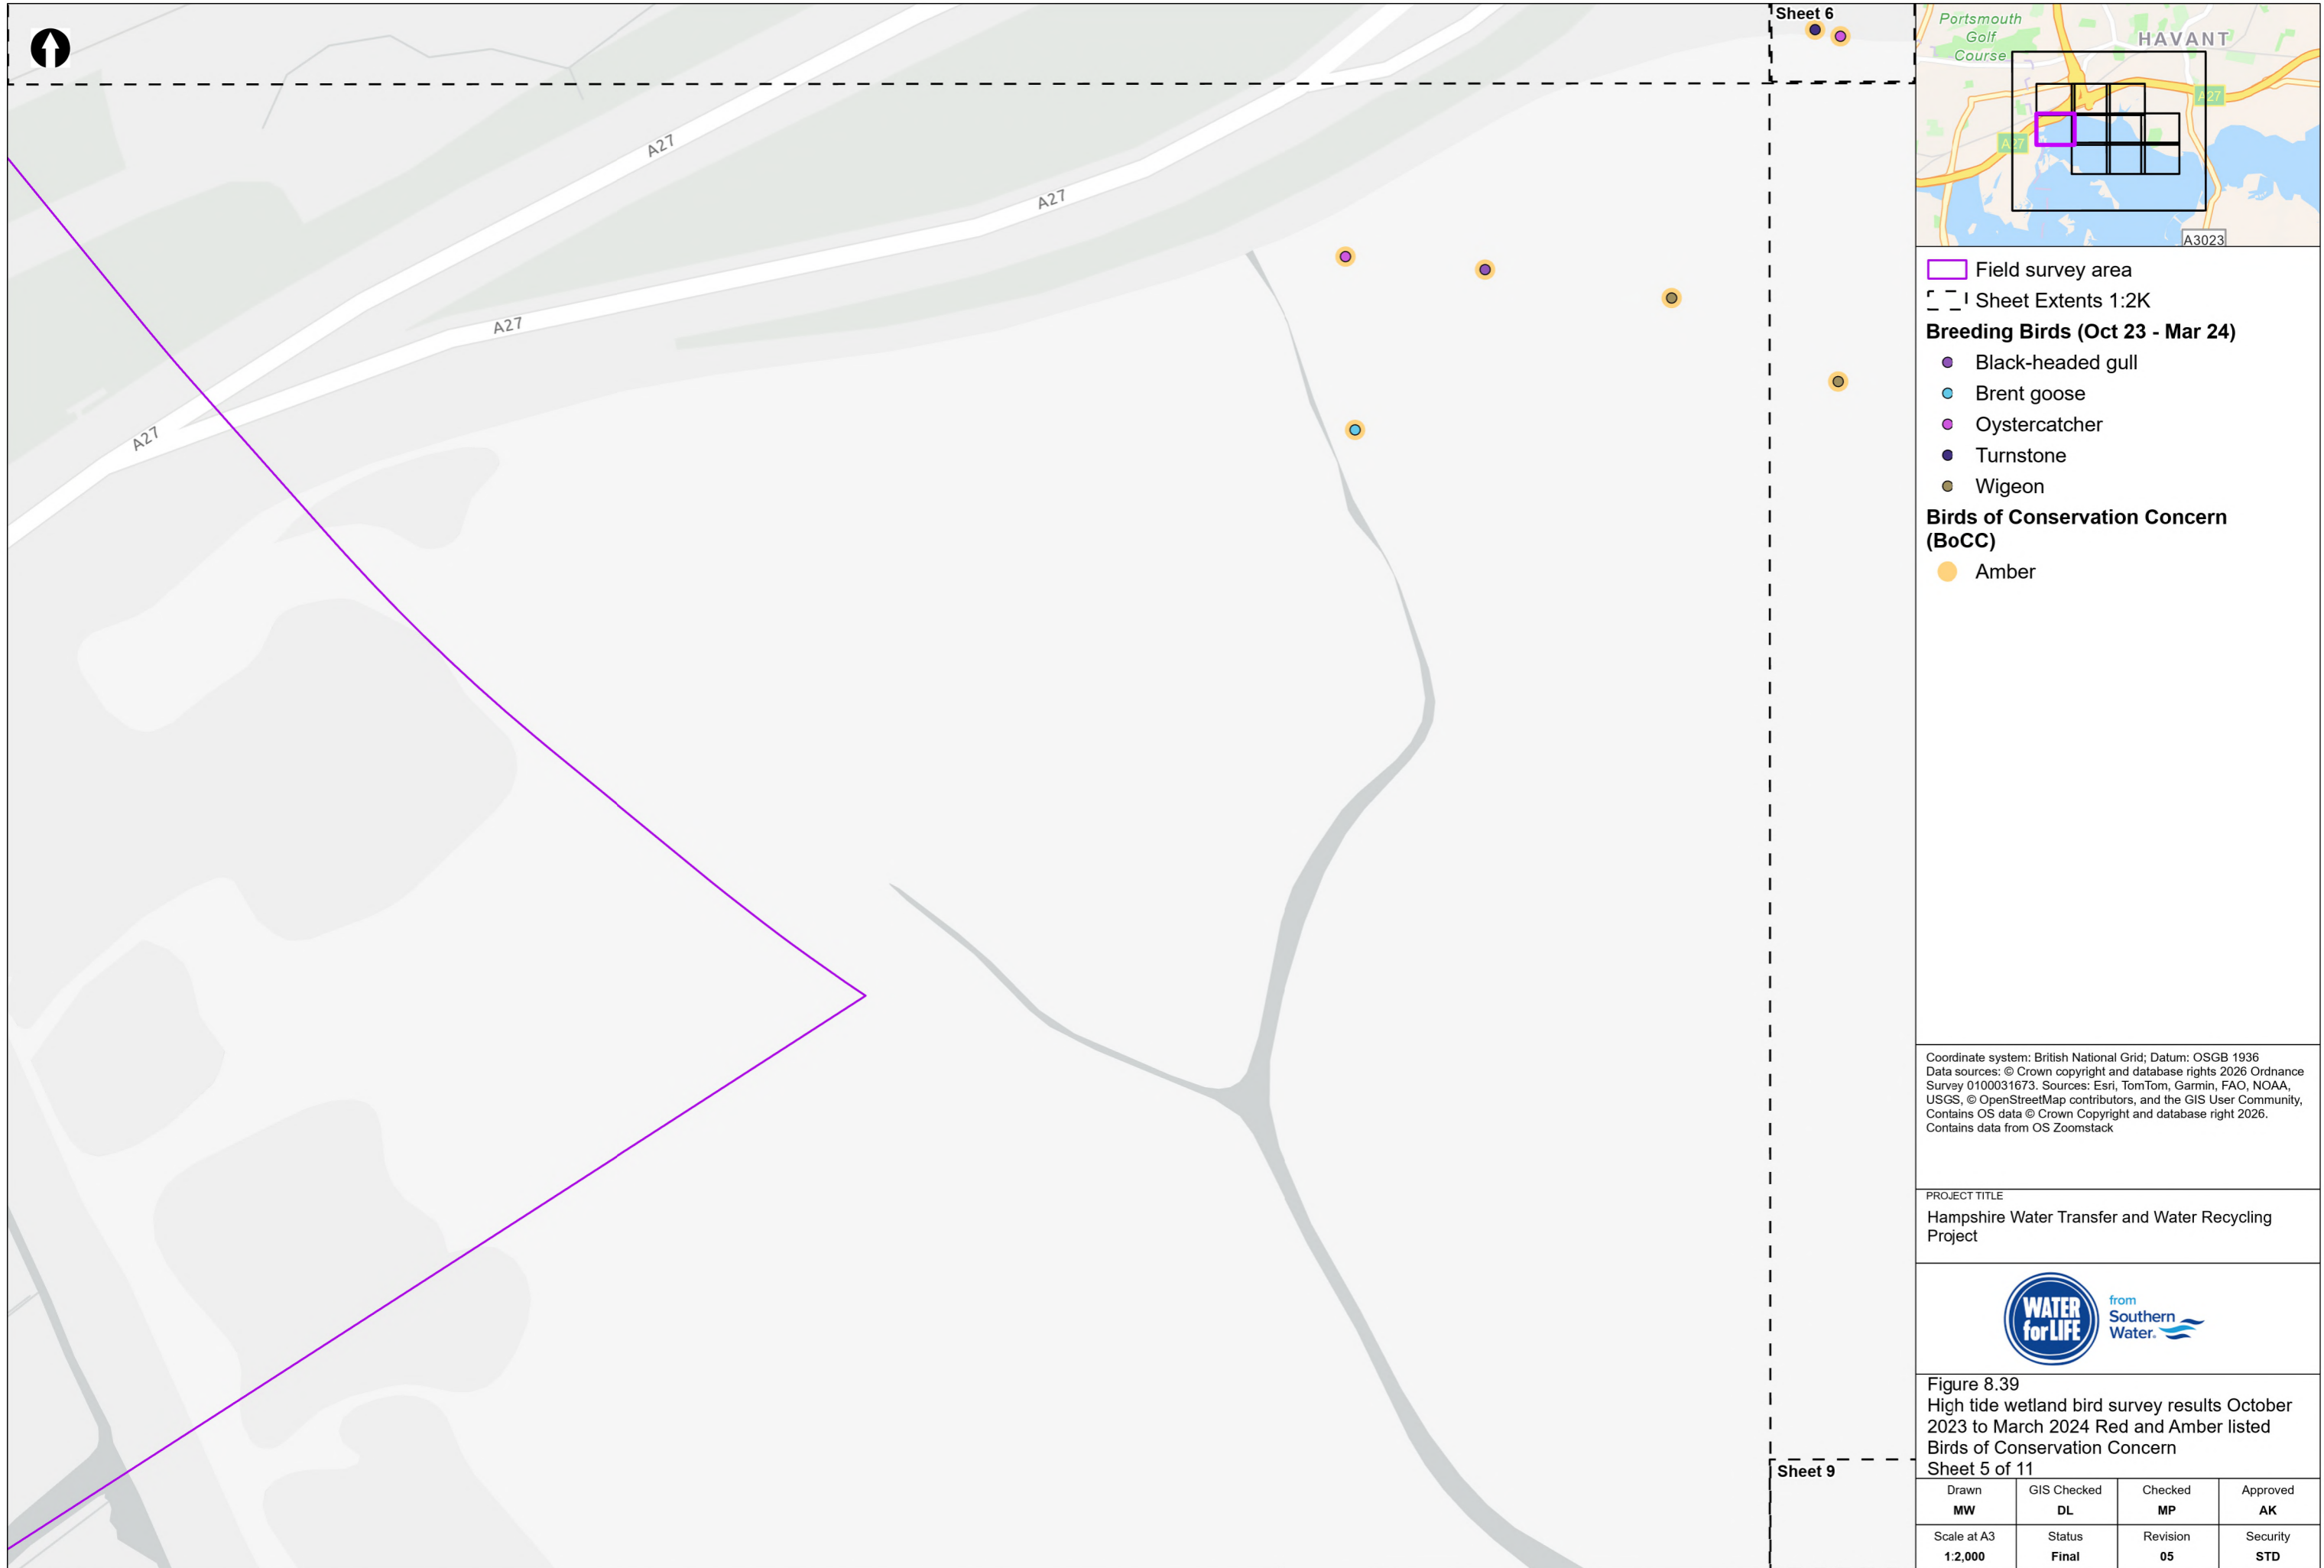 Sheet 6
A27
A27
A27
A27
Sheet 9
Portsmouth
Golf
Course
HAVANT
A27
A27
A3023
Field survey area
Sheet Extents 1:2K
Breeding Birds (Oct 23 - Mar 24)
Black-headed gull
Brent goose
Oystercatcher
Turnstone
Wigeon
Birds of Conservation Concern
(BoCC)
Amber
Coordinate system: British National Grid; Datum: OSGB 1936
Data sources: © Crown copyright and database rights 2026 Ordnance
Survey 0100031673. Sources: Esri, TomTom, Garmin, FAO, NOAA,
USGS, © OpenStreetMap contributors, and the GIS User Community,
Contains OS data © Crown Copyright and database right 2026.
Contains data from OS Zoomstack
PROJECT TITLE
Hampshire Water Transfer and Water Recycling
Project
WATER
for LIFE
from
Southern
Water.
Figure 8.39
High tide wetland bird survey results October
2023 to March 2024 Red and Amber listed
Birds of Conservation Concern
Sheet 5 of 11
Drawn GIS Checked Checked Approved
MW DL MP AK
Scale at A3 Status Revision Security
1:2,000 Final 05 STD